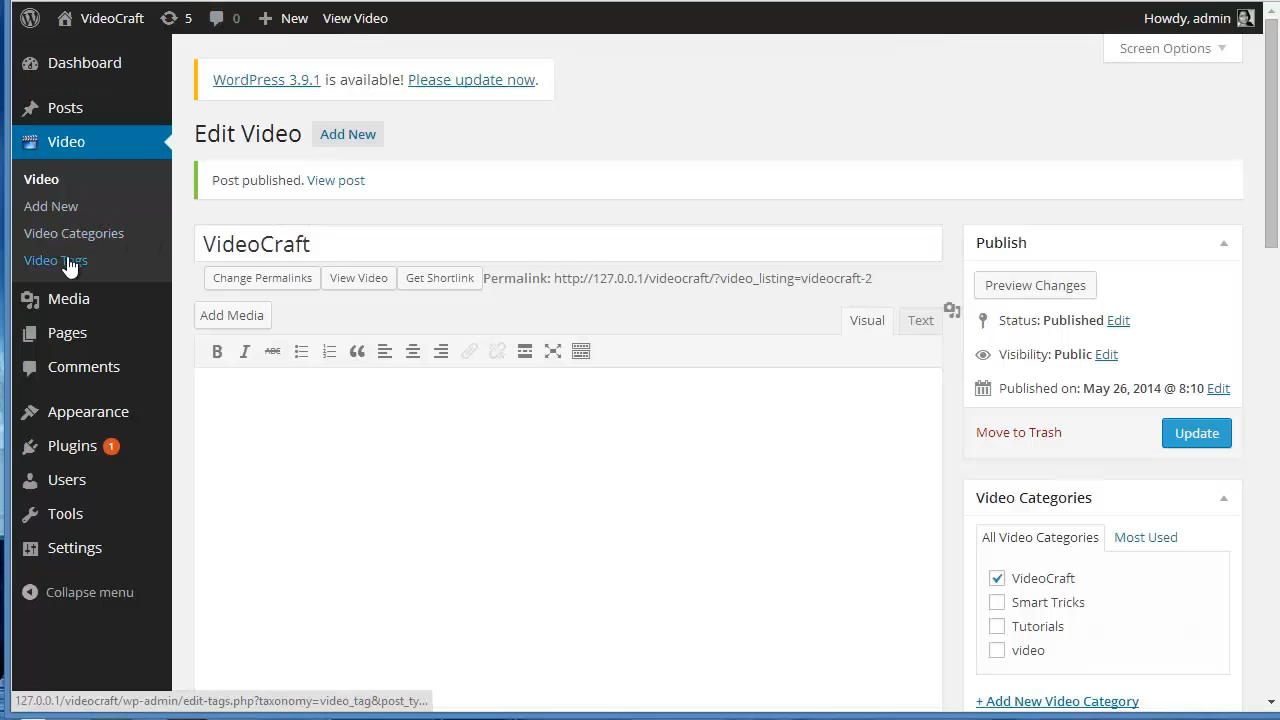 VideoCraft 5 0 New View Video Howdy, admin
Screen Options
Dashboard
WordPress 3.9.1 is available! Please update now.
Posts
Edit Video Add New
Video
Video
Post published. View post
Add New
Video Categories
Video Tags
VideoCraft
Publish
Change Permalinks View Video Get Shortlink Permalink: http://127.0.0.1/videocraft/?video_listing=videocraft-2
Preview Changes
Media
Add Media
Visual Text
Status: Published Edit
Pages
Visibility: Public Edit
B I ABC
Comments
Published on: May 26, 2014 @ 8:10 Edit
Appearance
Move to Trash Update
Plugins 1
Users
Video Categories
Tools
All Video Categories Most Used
Settings
VideoCraft
Collapse menu
Smart Tricks
Tutorials
video
+ Add New Video Category
127.0.0.1/videocraft/wp-admin/edit-tags.php?taxonomy=video_tag&post_ty...